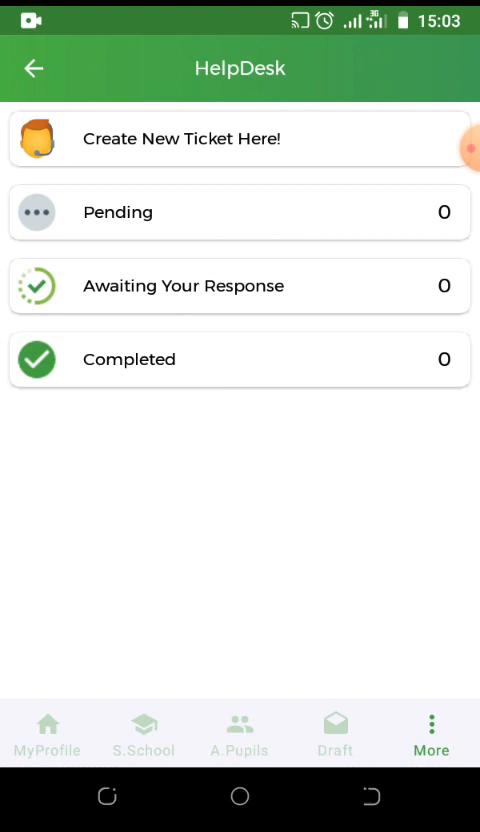 3G
15:03
HelpDesk
Create New Ticket Here!
Pending 0
Awaiting Your Response 0
Completed 0
MyProfile S.School A.Pupils Draft More